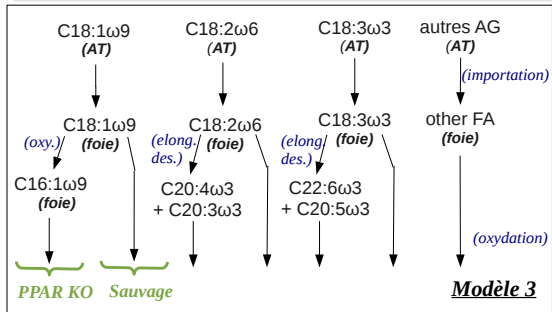 C18:1ω9 C18:2ω6 C18:3ω3 autres AG
(AT) (AT) (AT) (AT)
(importation)
C18:1ω9 C18:2ω6 C18:3ω3 other FA
(oxy.) (foie) (elong. des.) (foie) (elong. des.) (foie) (foie)
C16:1ω9 C20:4ω3 C22:6ω3
(foie) + C20:3ω3 + C20:5ω3
(oxydation)
PPAR KO Sauvage Modèle 3